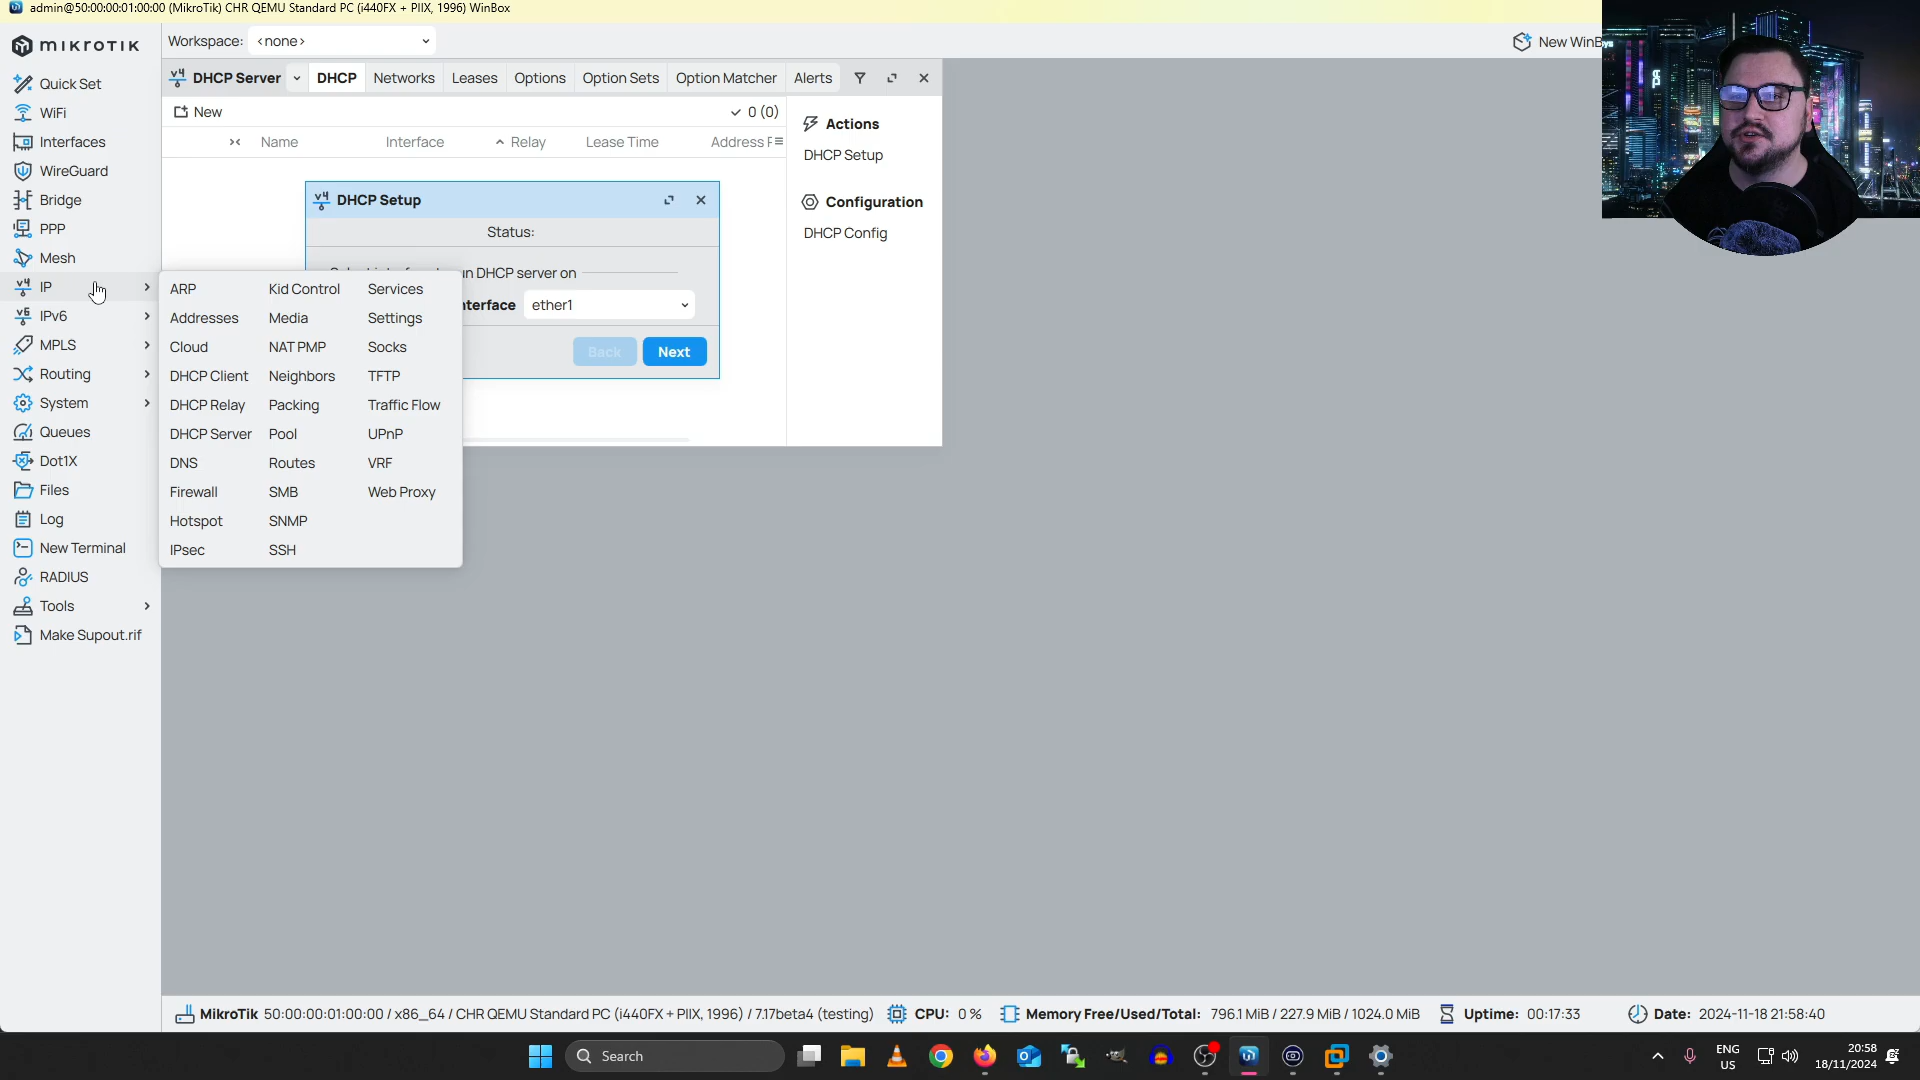 admin@50:00:00:01:00:00 (MikroTik) CHR QEMU Standard PC (i440FX + PIIX, 1996) WinBox
MikroTik
Workspace: <none>
New WinB
Quick Set
WiFi
Interfaces
WireGuard
Bridge
PPP
Mesh
IP
IPv6
MPLS
Routing
System
Queues
Dot1X
Files
Log
New Terminal
RADIUS
Tools
Make Supout.rif
DHCP Server DHCP Networks Leases Options Option Sets Option Matcher Alerts
New 0 (0)
Name Interface Relay Lease Time Address
Actions
DHCP Setup
Configuration
DHCP Config
DHCP Setup
Status:
un DHCP server on
nterface ether1
Back Next
ARP Kid Control Services
Addresses Media Settings
Cloud NAT PMP Socks
DHCP Client Neighbors TFTP
DHCP Relay Packing Traffic Flow
DHCP Server Pool UPnP
DNS Routes VRF
Firewall SMB Web Proxy
Hotspot SNMP
IPsec SSH
MikroTik 50:00:00:01:00:00 / x86_64 / CHR QEMU Standard PC (i440FX + PIIX, 1996) / 7.17beta4 (testing) CPU: 0 % Memory Free/Used/Total: 796.1 MiB / 227.9 MiB / 1024.0 MiB Uptime: 00:17:33 Date: 2024-11-18 21:58:40
Search
ENG
US
20:58
18/11/2024